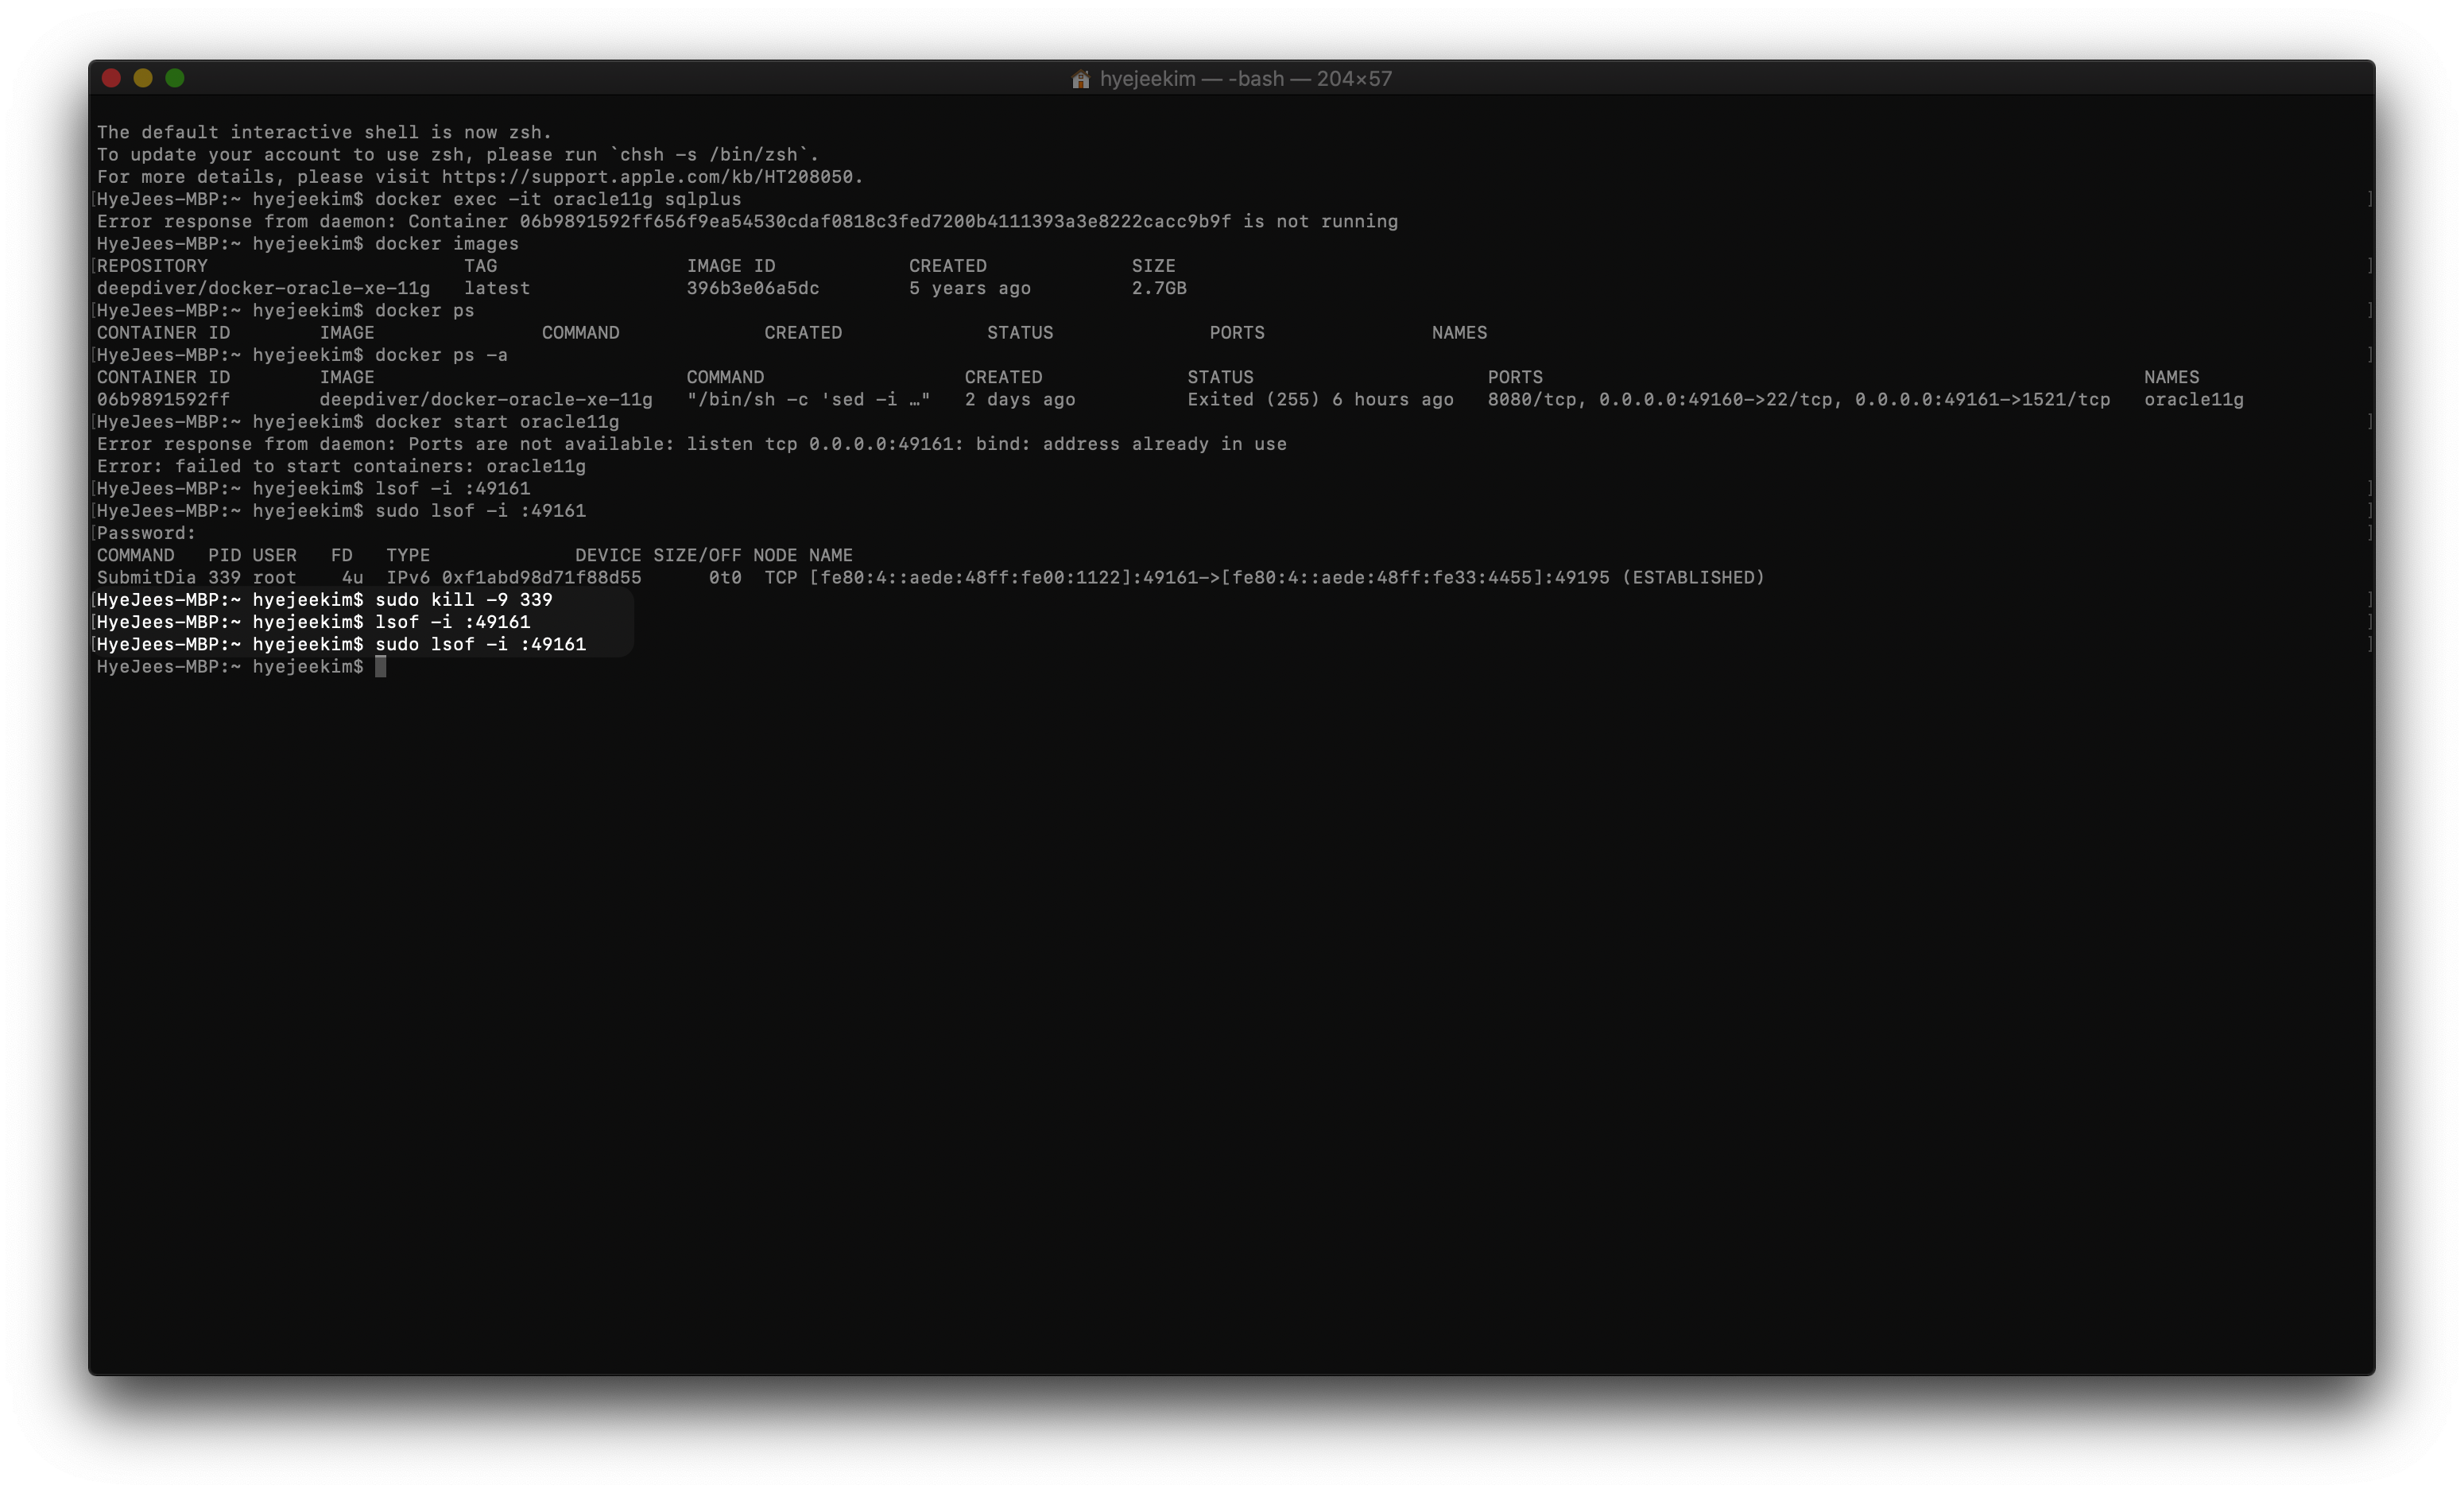 hyejeekim — -bash — 204×57
The default interactive shell is now zsh.
To update your account to use zsh, please run `chsh -s /bin/zsh`.
For more details, please visit https://support.apple.com/kb/HT208050.
[HyeJees-MBP:~ hyejeekim$ docker exec -it oracle11g sqlplus ]
Error response from daemon: Container 06b9891592ff656f9ea54530cdaf0818c3fed7200b4111393a3e8222cacc9b9f is not running
HyeJees-MBP:~ hyejeekim$ docker images
[REPOSITORY TAG IMAGE ID CREATED SIZE ]
deepdiver/docker-oracle-xe-11g latest 396b3e06a5dc 5 years ago 2.7GB
[HyeJees-MBP:~ hyejeekim$ docker ps ]
CONTAINER ID IMAGE COMMAND CREATED STATUS PORTS NAMES
[HyeJees-MBP:~ hyejeekim$ docker ps -a ]
CONTAINER ID IMAGE COMMAND CREATED STATUS PORTS NAMES
06b9891592ff deepdiver/docker-oracle-xe-11g "/bin/sh -c 'sed -i …" 2 days ago Exited (255) 6 hours ago 8080/tcp, 0.0.0.0:49160->22/tcp, 0.0.0.0:49161->1521/tcp oracle11g
[HyeJees-MBP:~ hyejeekim$ docker start oracle11g ]
Error response from daemon: Ports are not available: listen tcp 0.0.0.0:49161: bind: address already in use
Error: failed to start containers: oracle11g
[HyeJees-MBP:~ hyejeekim$ lsof -i :49161 ]
[HyeJees-MBP:~ hyejeekim$ sudo lsof -i :49161 ]
[Password: ]
COMMAND PID USER FD TYPE DEVICE SIZE/OFF NODE NAME
SubmitDia 339 root 4u IPv6 0xf1abd98d71f88d55 0t0 TCP [fe80:4::aede:48ff:fe00:1122]:49161->[fe80:4::aede:48ff:fe33:4455]:49195 (ESTABLISHED)
[HyeJees-MBP:~ hyejeekim$ sudo kill -9 339 ]
[HyeJees-MBP:~ hyejeekim$ lsof -i :49161 ]
[HyeJees-MBP:~ hyejeekim$ sudo lsof -i :49161 ]
HyeJees-MBP:~ hyejeekim$